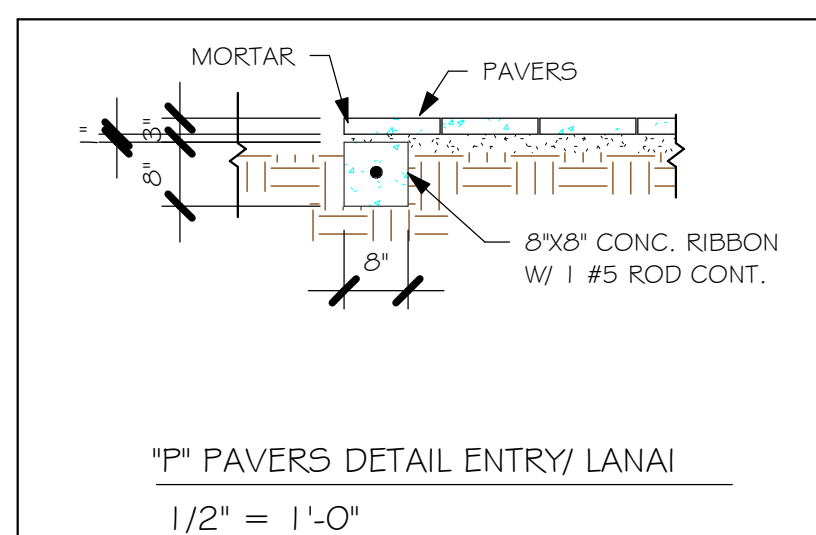 MORTAR
PAVERS
1"
3"
8"
8"
8"X8" CONC. RIBBON
W/ 1 #5 ROD CONT.
"P" PAVERS DETAIL ENTRY/ LANAI
1/2" = 1'-0"